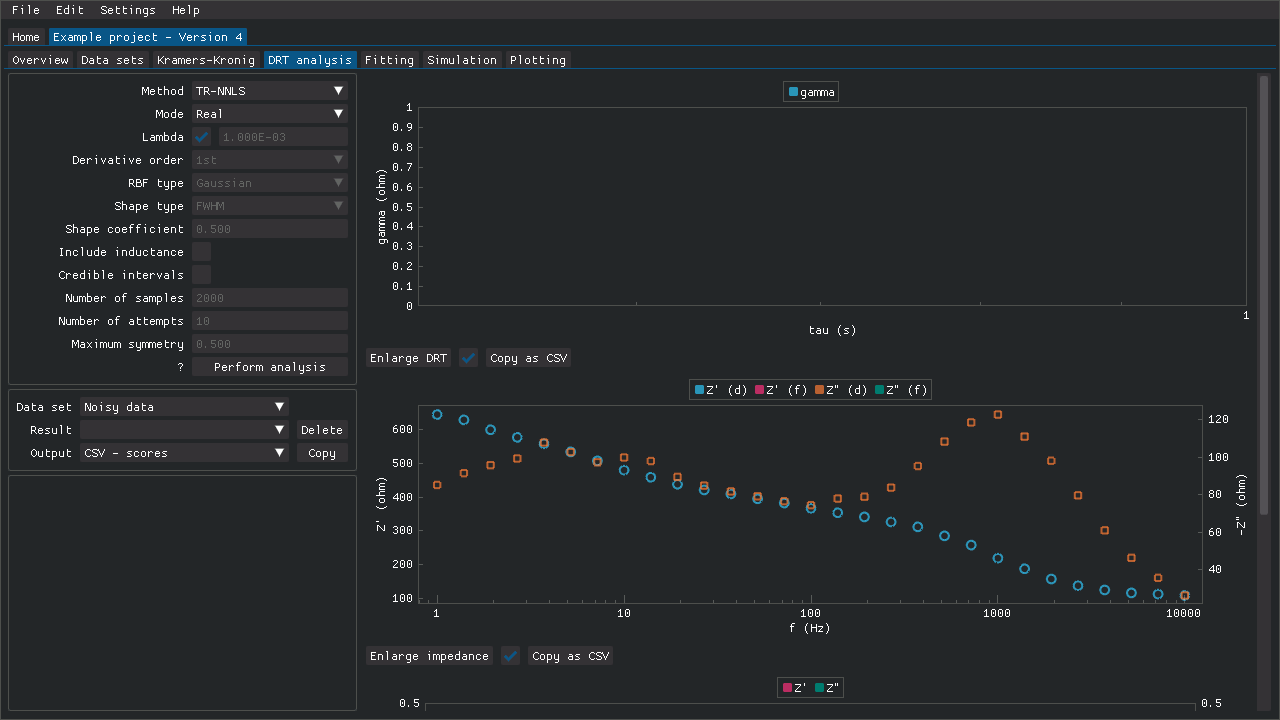 File Edit Settings Help
Home Example project - Version 4
Overview Data sets Kramers-Kronig DRT analysis Fitting Simulation Plotting
Method TR-NNLS
Mode Real
Lambda 1.000E-03
Derivative order 1st
RBF type Gaussian
Shape type FWHM
Shape coefficient 0.500
Include inductance
Credible intervals
Number of samples 2000
Number of attempts 10
Maximum symmetry 0.500
? Perform analysis
Data set Noisy data
Result Delete
Output CSV - scores Copy
gamma
1
0.9
0.8
0.7
0.6
0.5
0.4
0.3
0.2
0.1
0
gamma (ohm)
1
tau (s)
Enlarge DRT Copy as CSV
Z' (d) Z' (f) Z" (d) Z" (f)
600
500
400
300
200
100
Z' (ohm)
120
100
80
60
40
-Z" (ohm)
1 10 100 1000 10000
f (Hz)
Enlarge impedance Copy as CSV
Z' Z"
0.5 0.5